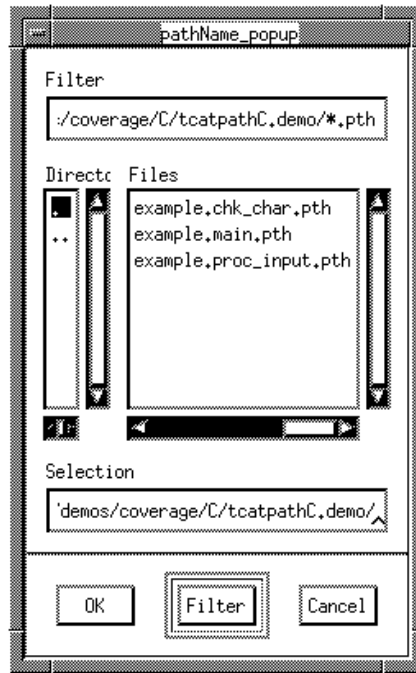 pathName_popup
Filter
:/coverage/C/tcatpathC.demo/*.pth
Directo Files
. example.chk_char.pth
.. example.main.pth
example.proc_input.pth
Selection
'demos/coverage/C/tcatpathC.demo/
OK Filter Cancel